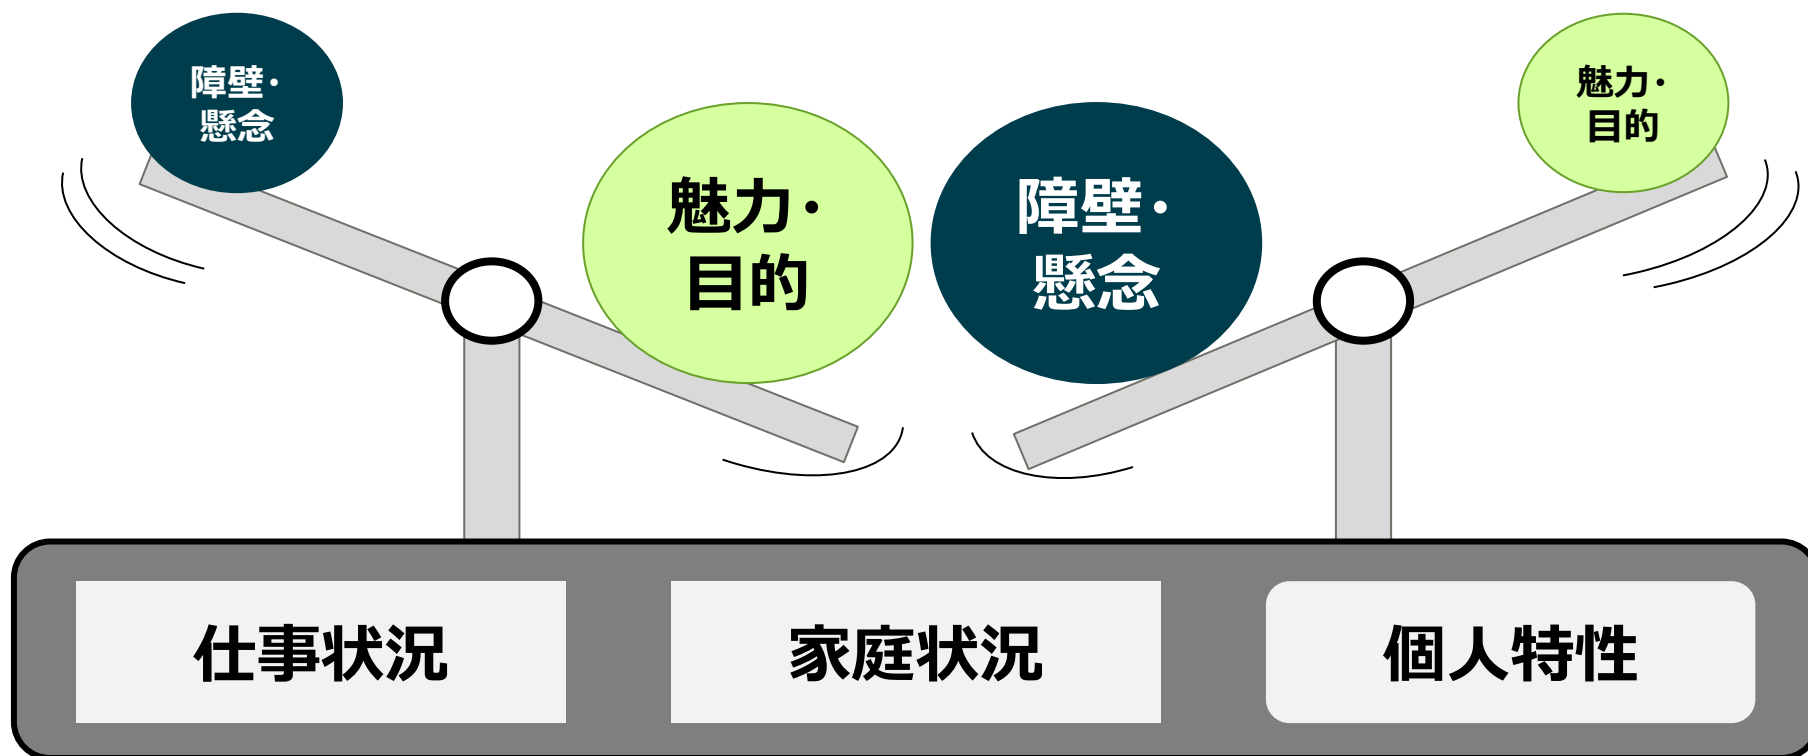 障壁・
懸念
魅力・
目的
障壁・
懸念
魅力・
目的
仕事状況
家庭状況
個人特性